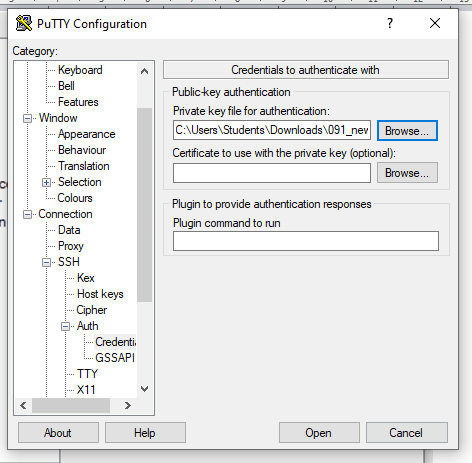 PuTTY Configuration
Category:
Keyboard
Bell
Features
Window
Appearance
Behaviour
Translation
Selection
Colours
Connection
Data
Proxy
SSH
Kex
Host keys
Cipher
Auth
Credentia
GSSAPI
TTY
X11
Credentials to authenticate with
Public-key authentication
Private key file for authentication:
C:\Users\Students\Downloads\091_nev
Browse...
Certificate to use with the private key (optional):
Browse...
Plugin to provide authentication responses
Plugin command to run
About
Help
Open
Cancel